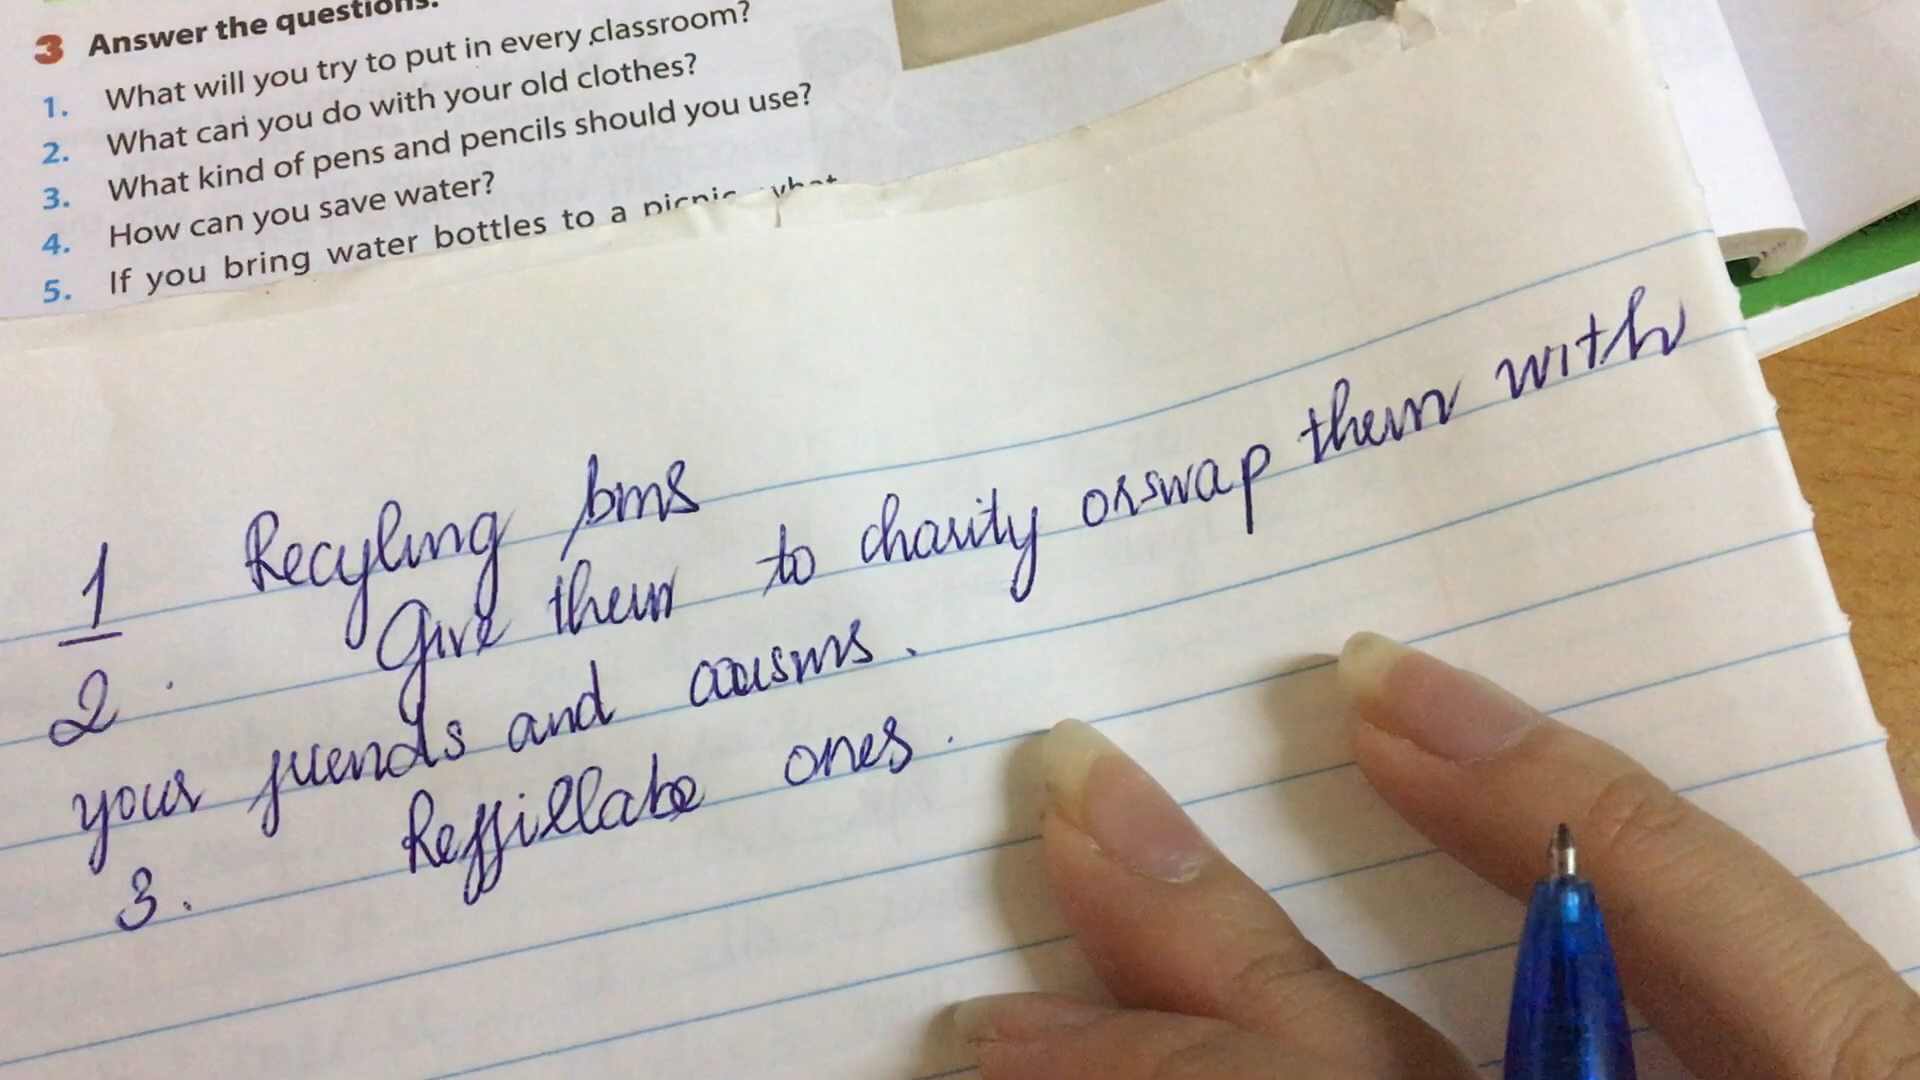 3 Answer the questions.
1. What will you try to put in every classroom?
2. What can you do with your old clothes?
3. What kind of pens and pencils should you use?
4. How can you save water?
5. If you bring water bottles to a picnic what
1 Recyling bins
2. Give them to charity or swap them with
your friends and cousins.
3. Reffillabe ones.